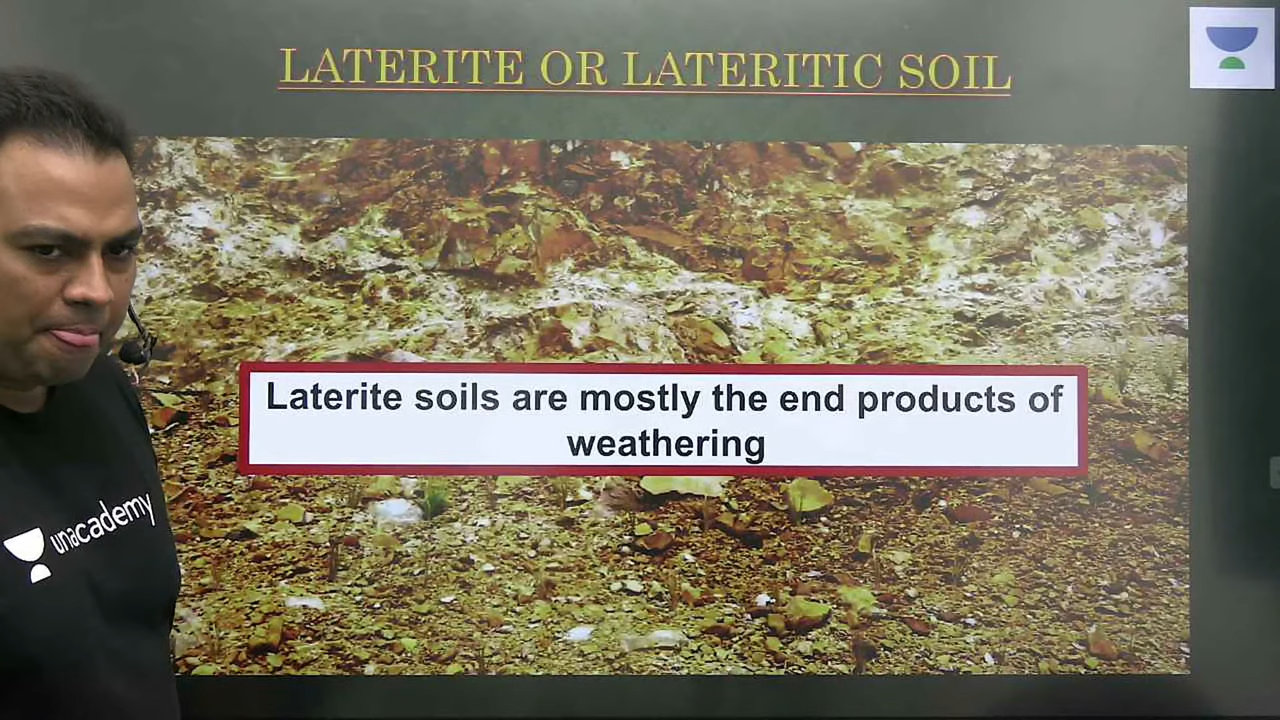 LATERITE OR LATERITIC SOIL
Laterite soils are mostly the end products of
weathering
unacademy